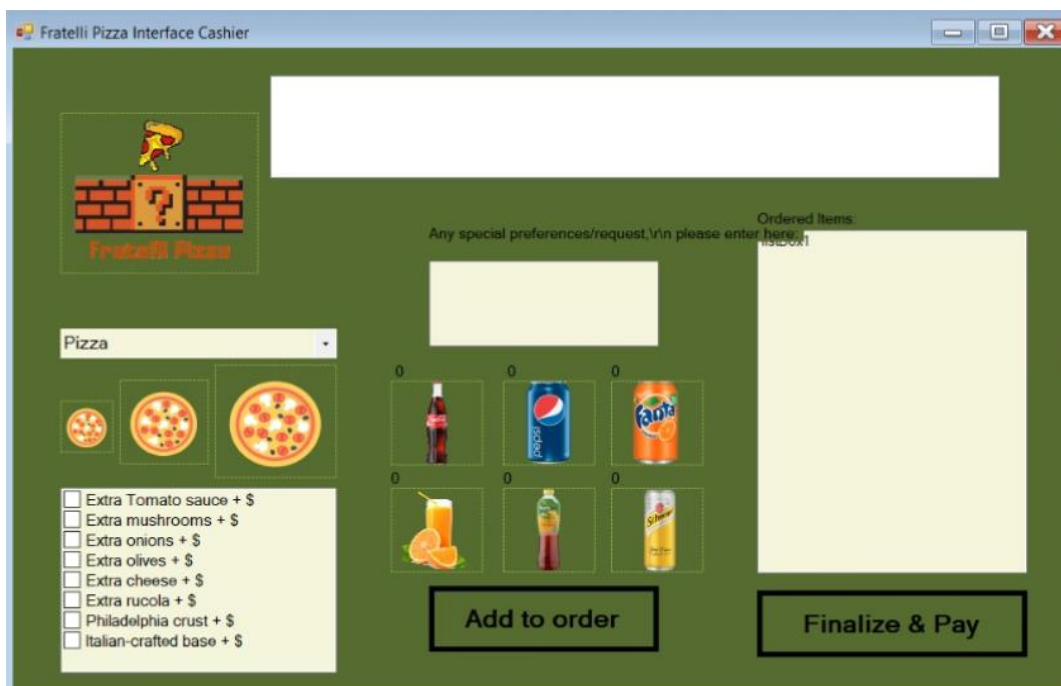 Fratelli Pizza Interface Cashier
?
Fratelli Pizza
Any special preferences/request,\r\n please enter here:
Ordered Items:
listBox1
Pizza
0
0
0
pepsi
Fanta
0
0
0
Extra Tomato sauce + $
Extra mushrooms + $
Extra onions + $
Extra olives + $
Extra cheese + $
Extra rucola + $
Philadelphia crust + $
Italian-crafted base + $
Add to order
Finalize & Pay